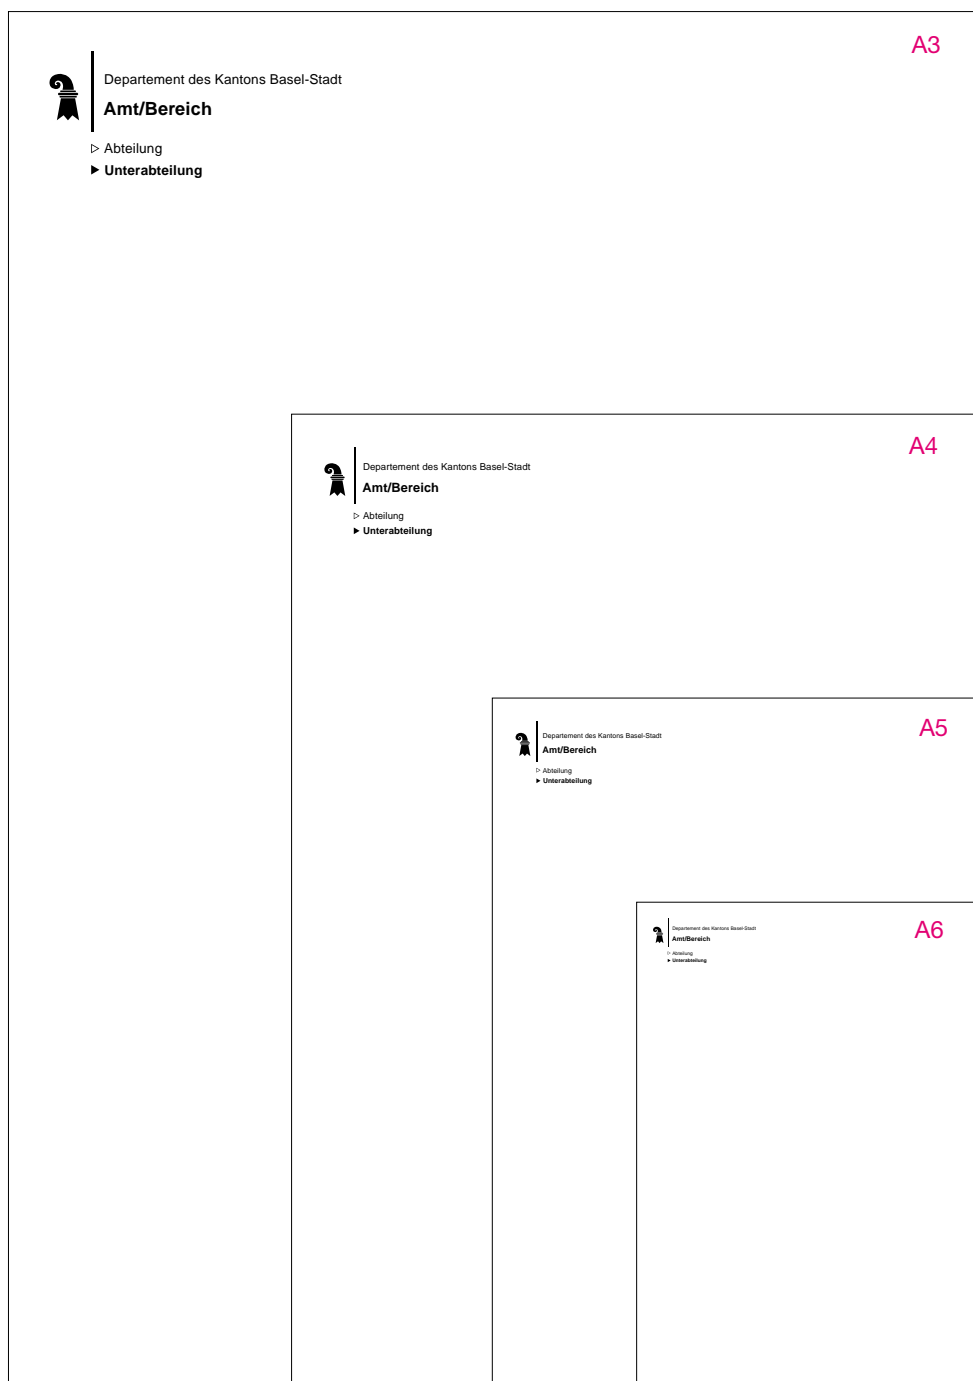 A3
Departement des Kantons Basel-Stadt
Amt/Bereich
▷ Abteilung
▶ Unterabteilung
A4
Departement des Kantons Basel-Stadt
Amt/Bereich
▷ Abteilung
▶ Unterabteilung
A5
Departement des Kantons Basel-Stadt
Amt/Bereich
▷ Abteilung
▶ Unterabteilung
A6
Departement des Kantons Basel-Stadt
Amt/Bereich
▷ Abteilung
▶ Unterabteilung